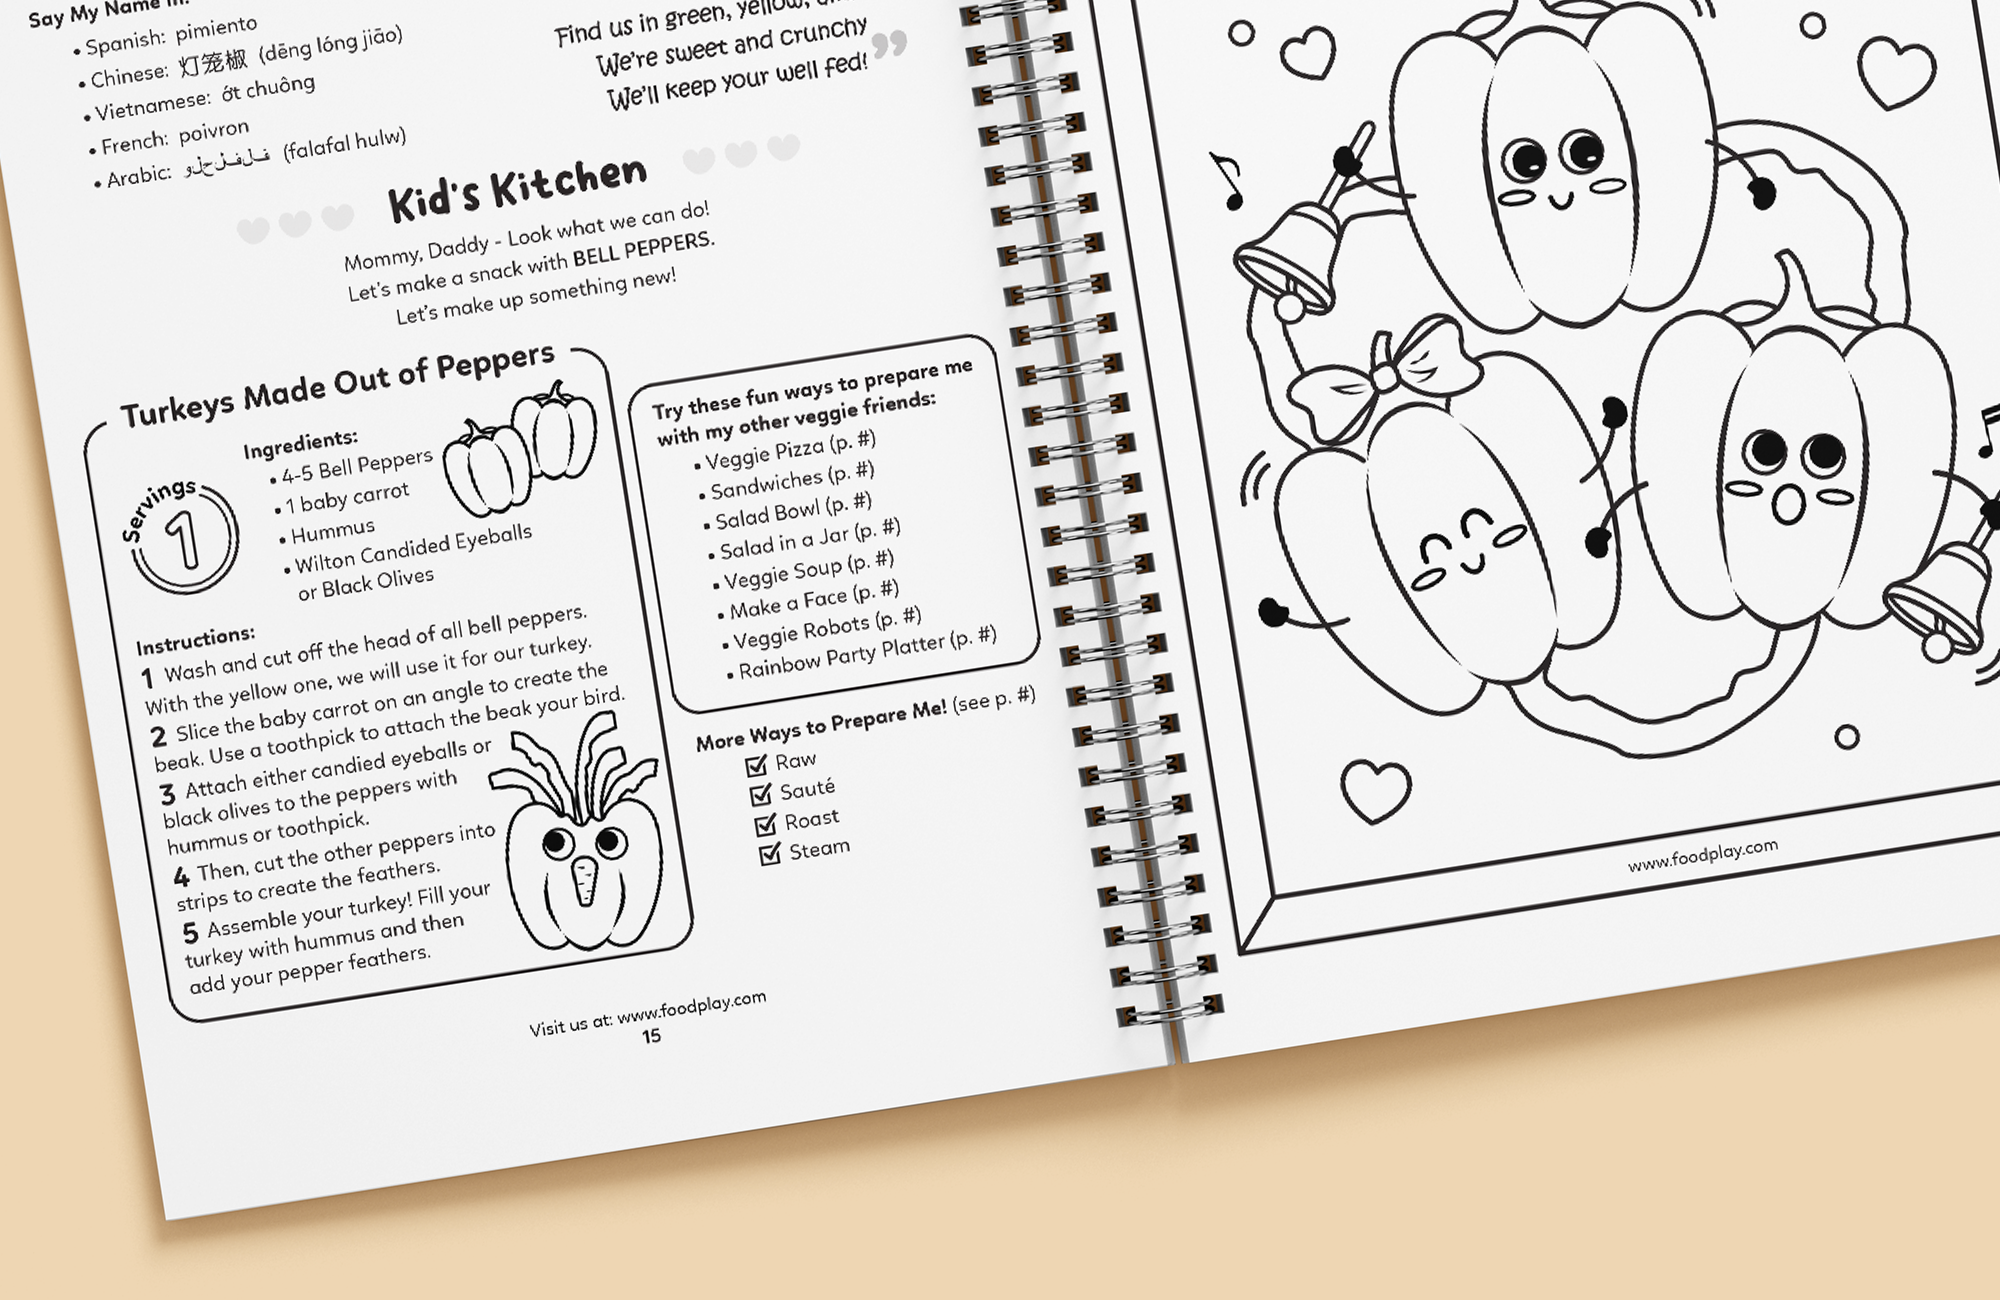 Say My Name In:
• Spanish: pimiento
• Chinese: 灯笼椒 (dēng lóng jiāo)
• Vietnamese: ớt chuông
• French: poivron
• Arabic: فلفلحلو (falafal hulw)
Find us in green, yellow,
We're sweet and crunchy
We'll keep your well fed!”
Kid's Kitchen
Mommy, Daddy - Look what we can do!
Let's make a snack with BELL PEPPERS.
Let's make up something new!
Turkeys Made Out of Peppers
Servings
1
Ingredients:
• 4-5 Bell Peppers
• 1 baby carrot
• Hummus
• Wilton Candided Eyeballs
or Black Olives
Instructions:
1 Wash and cut off the head of all bell peppers.
With the yellow one, we will use it for our turkey.
2 Slice the baby carrot on an angle to create the
beak. Use a toothpick to attach the beak your bird.
3 Attach either candied eyeballs or
black olives to the peppers with
hummus or toothpick.
4 Then, cut the other peppers into
strips to create the feathers.
5 Assemble your turkey! Fill your
turkey with hummus and then
add your pepper feathers.
Try these fun ways to prepare me
with my other veggie friends:
• Veggie Pizza (p. #)
• Sandwiches (p. #)
• Salad Bowl (p. #)
• Salad in a Jar (p. #)
• Veggie Soup (p. #)
• Make a Face (p. #)
• Veggie Robots (p. #)
• Rainbow Party Platter (p. #)
More Ways to Prepare Me! (see p. #)
Raw
Sauté
Roast
Steam
Visit us at: www.foodplay.com
15
www.foodplay.com